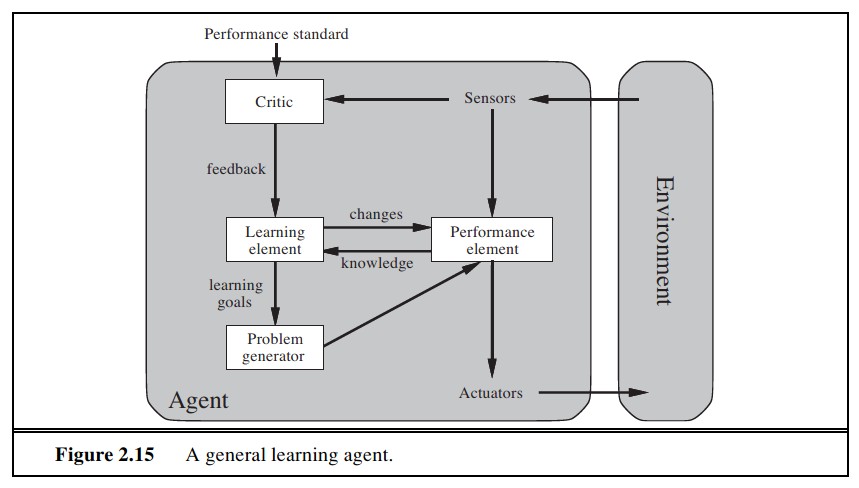 Performance standard
Critic
Sensors
feedback
changes
Learning
element
Performance
element
knowledge
learning
goals
Problem
generator
Agent
Actuators
Environment
Figure 2.15 A general learning agent.